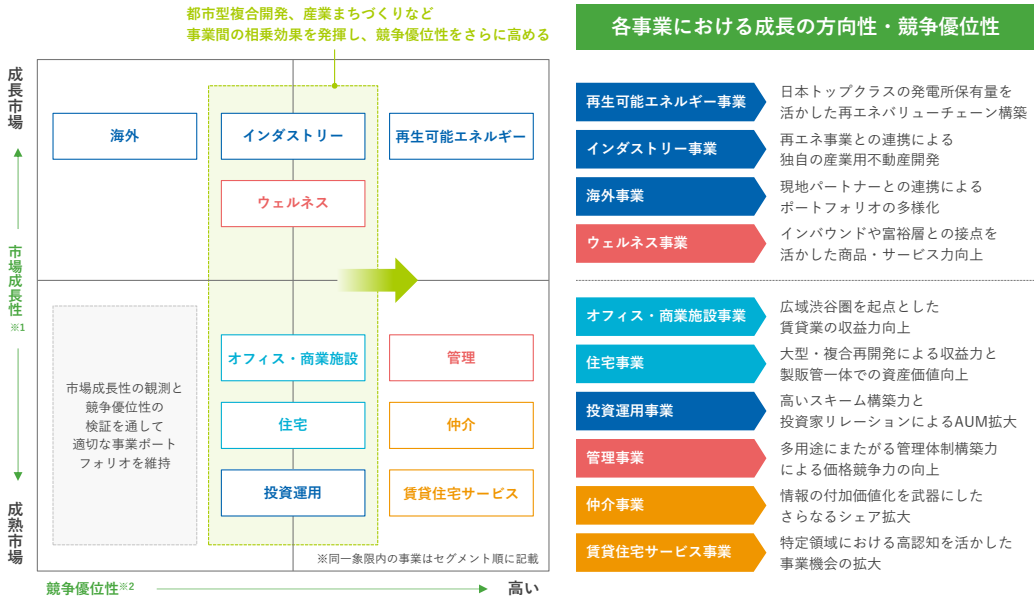 都市型複合開発、産業まちづくりなど
事業間の相乗効果を発揮し、競争優位性をさらに高める
成長市場
市場成長性
※1
成熟市場
海外
インダストリー
再生可能エネルギー
ウェルネス
市場成長性の観測と
競争優位性の
検証を通して
適切な事業ポート
フォリオを維持
オフィス・商業施設
管理
住宅
仲介
投資運用
賃貸住宅サービス
※同一象限内の事業はセグメント順に記載
競争優位性※2
高い
各事業における成長の方向性・競争優位性
再生可能エネルギー事業
日本トップクラスの発電所保有量を
活かした再エネバリューチェーン構築
インダストリー事業
再エネ事業との連携による
独自の産業用不動産開発
海外事業
現地パートナーとの連携による
ポートフォリオの多様化
ウェルネス事業
インバウンドや富裕層との接点を
活かした商品・サービス力向上
オフィス・商業施設事業
広域渋谷圏を起点とした
賃貸業の収益力向上
住宅事業
大型・複合再開発による収益力と
製販管一体での資産価値向上
投資運用事業
高いスキーム構築力と
投資家リレーションによるAUM拡大
管理事業
多用途にまたがる管理体制構築力
による価格競争力の向上
仲介事業
情報の付加価値化を武器にした
さらなるシェア拡大
賃貸住宅サービス事業
特定領域における高認知を活かした
事業機会の拡大